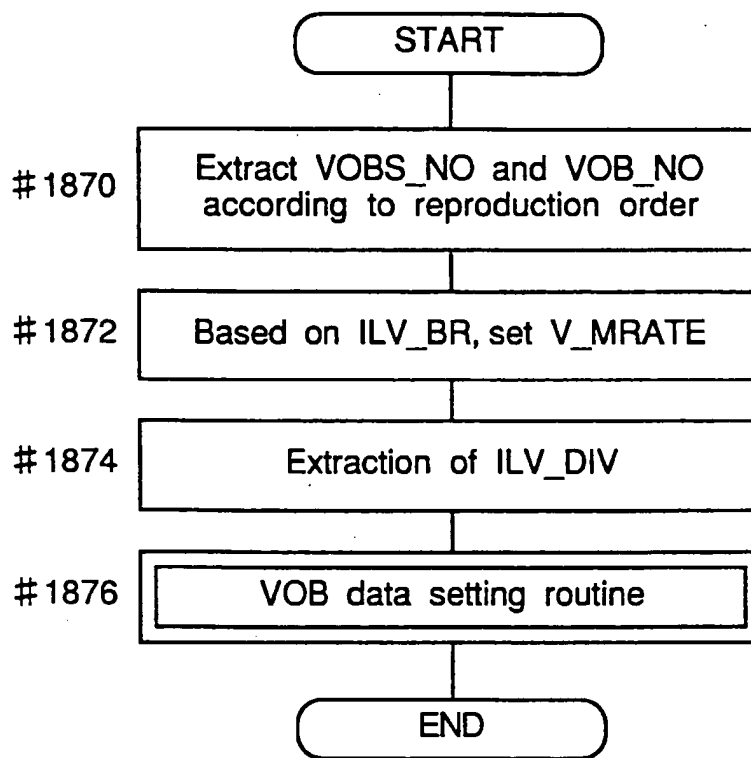 START
#1870
Extract VOBS_NO and VOB_NO
according to reproduction order
#1872
Based on ILV_BR, set V_MRATE
#1874
Extraction of ILV_DIV
#1876
VOB data setting routine
END